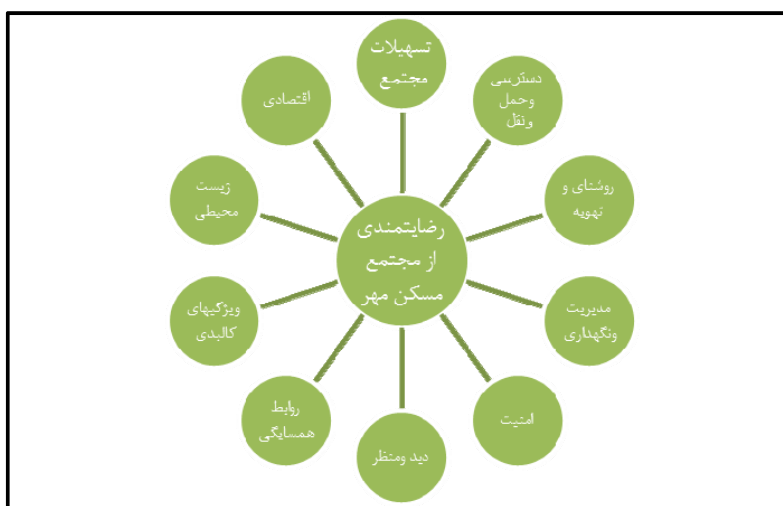 تسهیلات
مجتمع
دسترسی
وحمل
ونقل
روشنای و
تهویه
مدیریت
ونگهداری
امنیت
دید ومنظر
روابط
همسایگی
ویژگیهای
کالبدی
زیست
محیطی
اقتصادی
رضایتمندی
از مجتمع
مسکن مهر